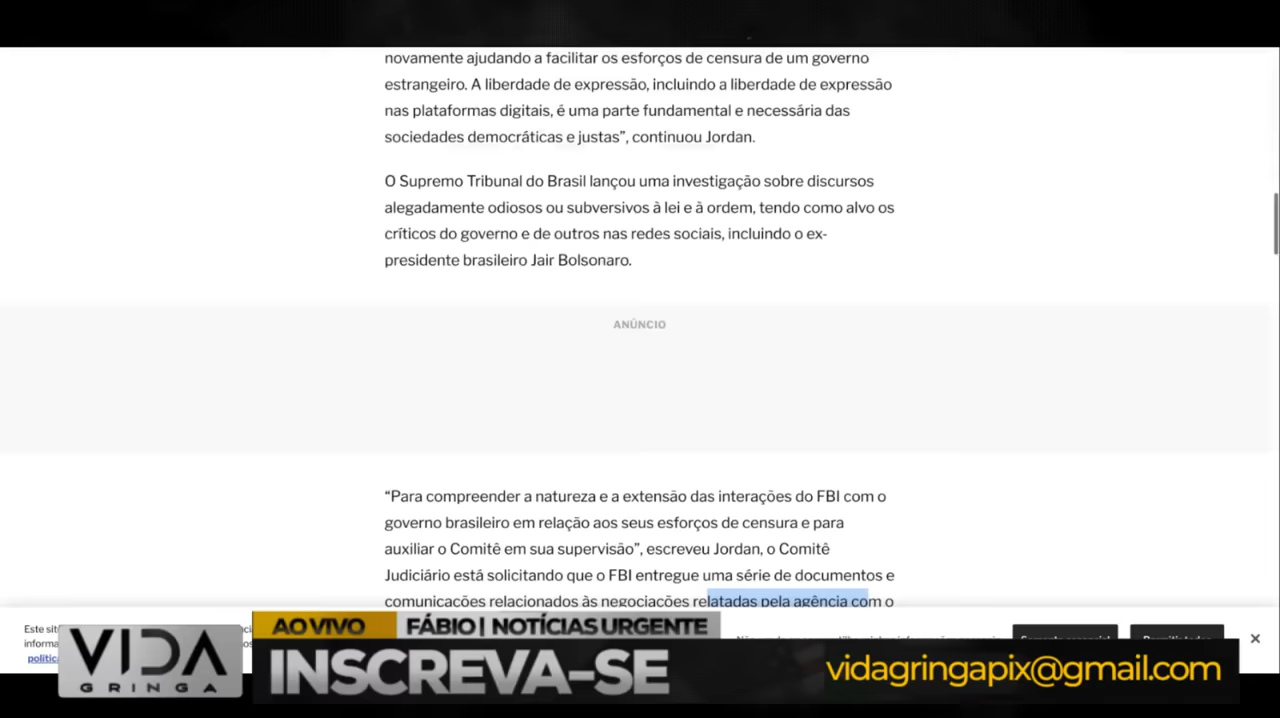 novamente ajudando a facilitar os esforços de censura de um governo
estrangeiro. A liberdade de expressão, incluindo a liberdade de expressão
nas plataformas digitais, é uma parte fundamental e necessária das
sociedades democráticas e justas”, continuou Jordan.
O Supremo Tribunal do Brasil lançou uma investigação sobre discursos
alegadamente odiosos ou subversivos à lei e à ordem, tendo como alvo os
críticos do governo e de outros nas redes sociais, incluindo o ex-
presidente brasileiro Jair Bolsonaro.
ANÚNCIO
“Para compreender a natureza e a extensão das interações do FBI com o
governo brasileiro em relação aos seus esforços de censura e para
auxiliar o Comitê em sua supervisão”, escreveu Jordan, o Comitê
Judiciário está solicitando que o FBI entregue uma série de documentos e
comunicações relacionados às negociações relatadas pela agência com o
Este
VIDA
GRINGA
AO VIVO
FÁBIO | NOTÍCIAS URGENTE
INSCREVA-SE
vidagringapix@gmail.com